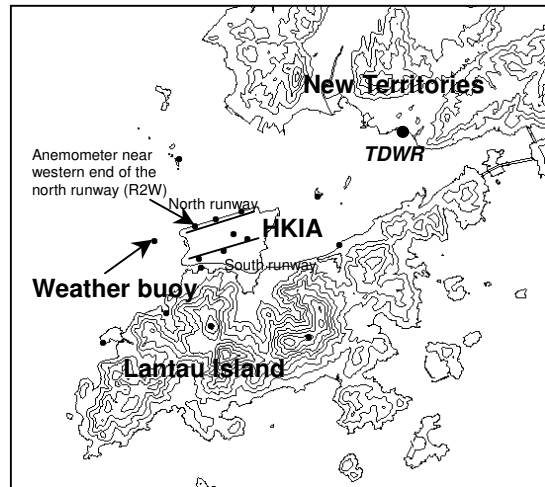 New Territories
TDWR
Anemometer near
western end of the
north runway (R2W)
North runway
HKIA
South runway
Weather buoy
Lantau Island